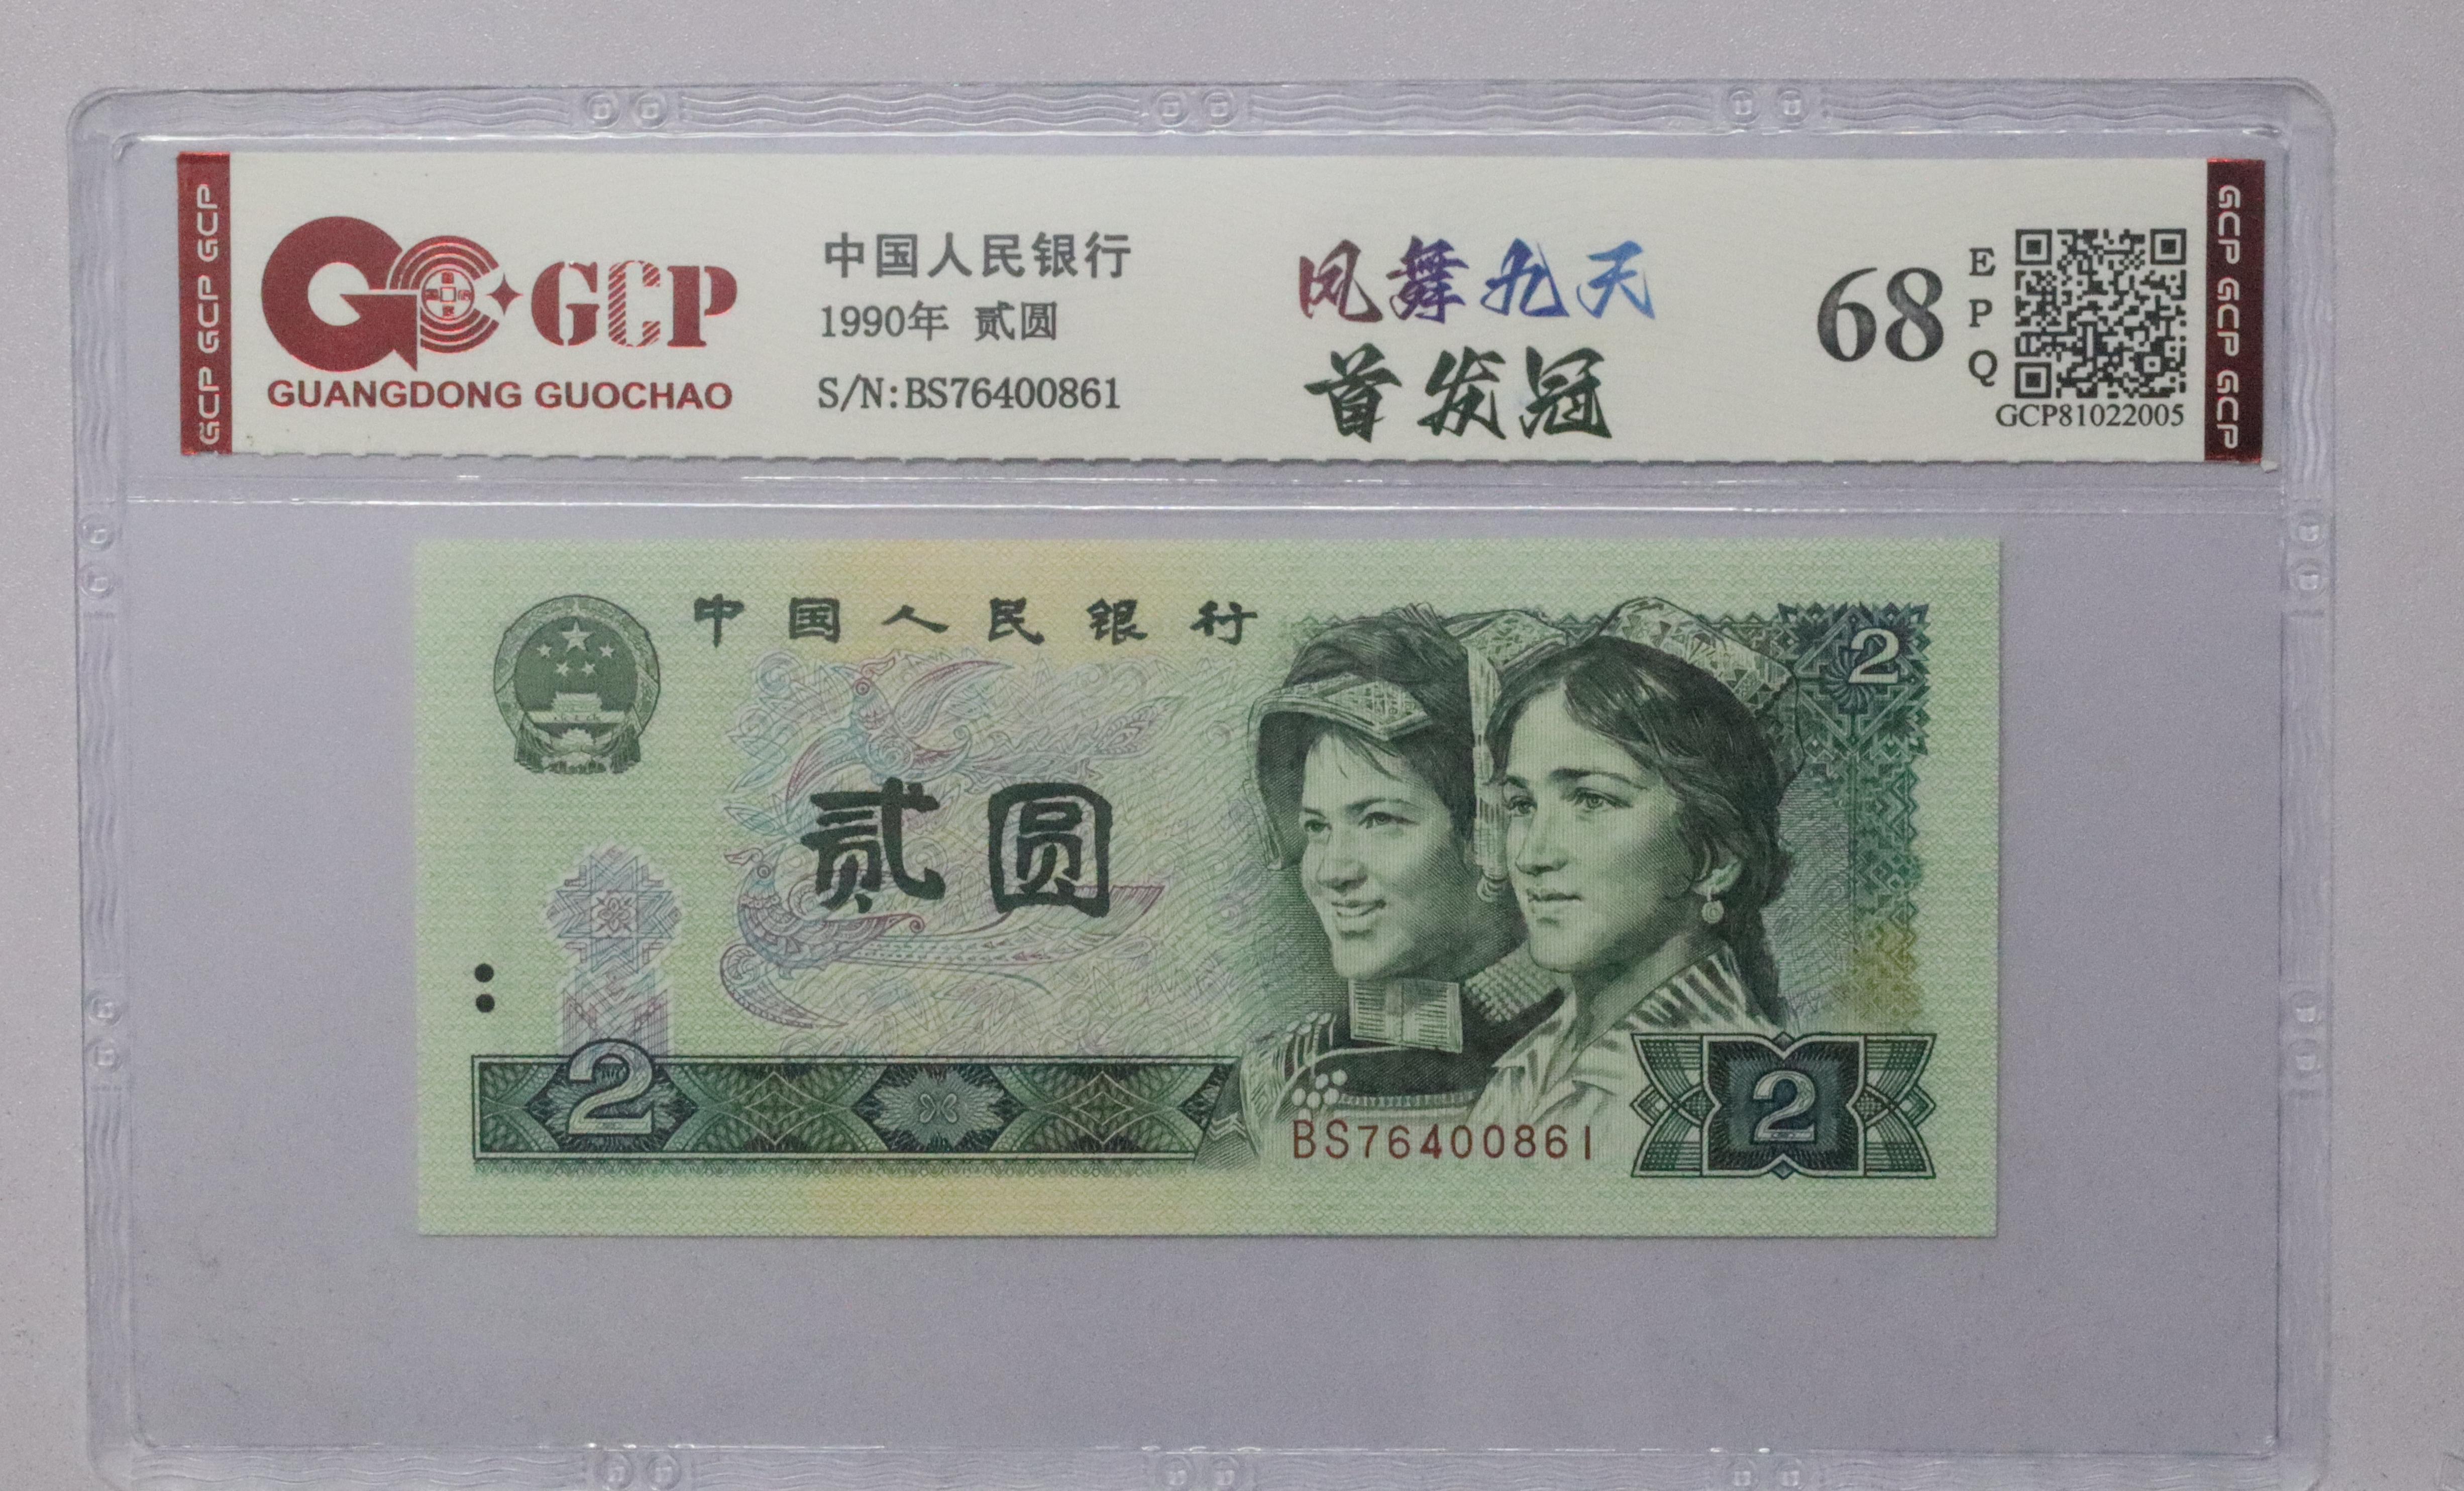 GCP GCP GCP
GCP
GUANGDONG GUOCHAO
中国人民银行
1990年 贰圆
S/N:BS76400861
凤舞九天
首发冠
68
EPQ
GCP81022005
GCP GCP GCP
中国人民银行
2
贰圆
2
BS76400861
2